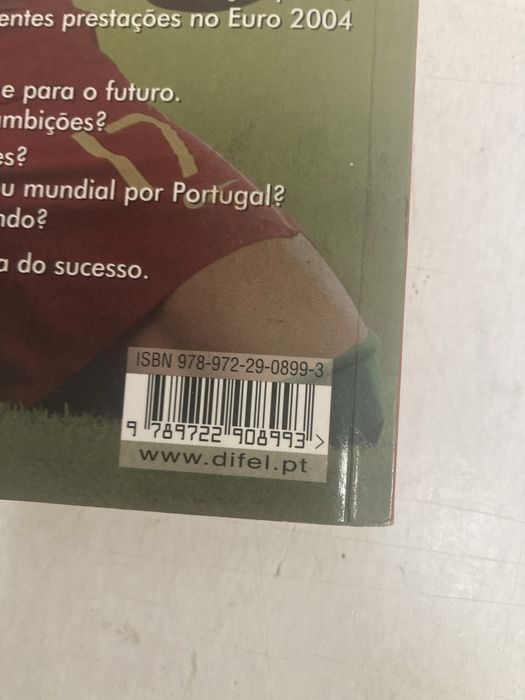 entes prestações no Euro 2004
e para o futuro.
mbições?
es?
u mundial por Portugal?
ndo?
a do sucesso.
17
ISBN 978-972-29-0899-3
9 789722 908993 >
www.difel.pt